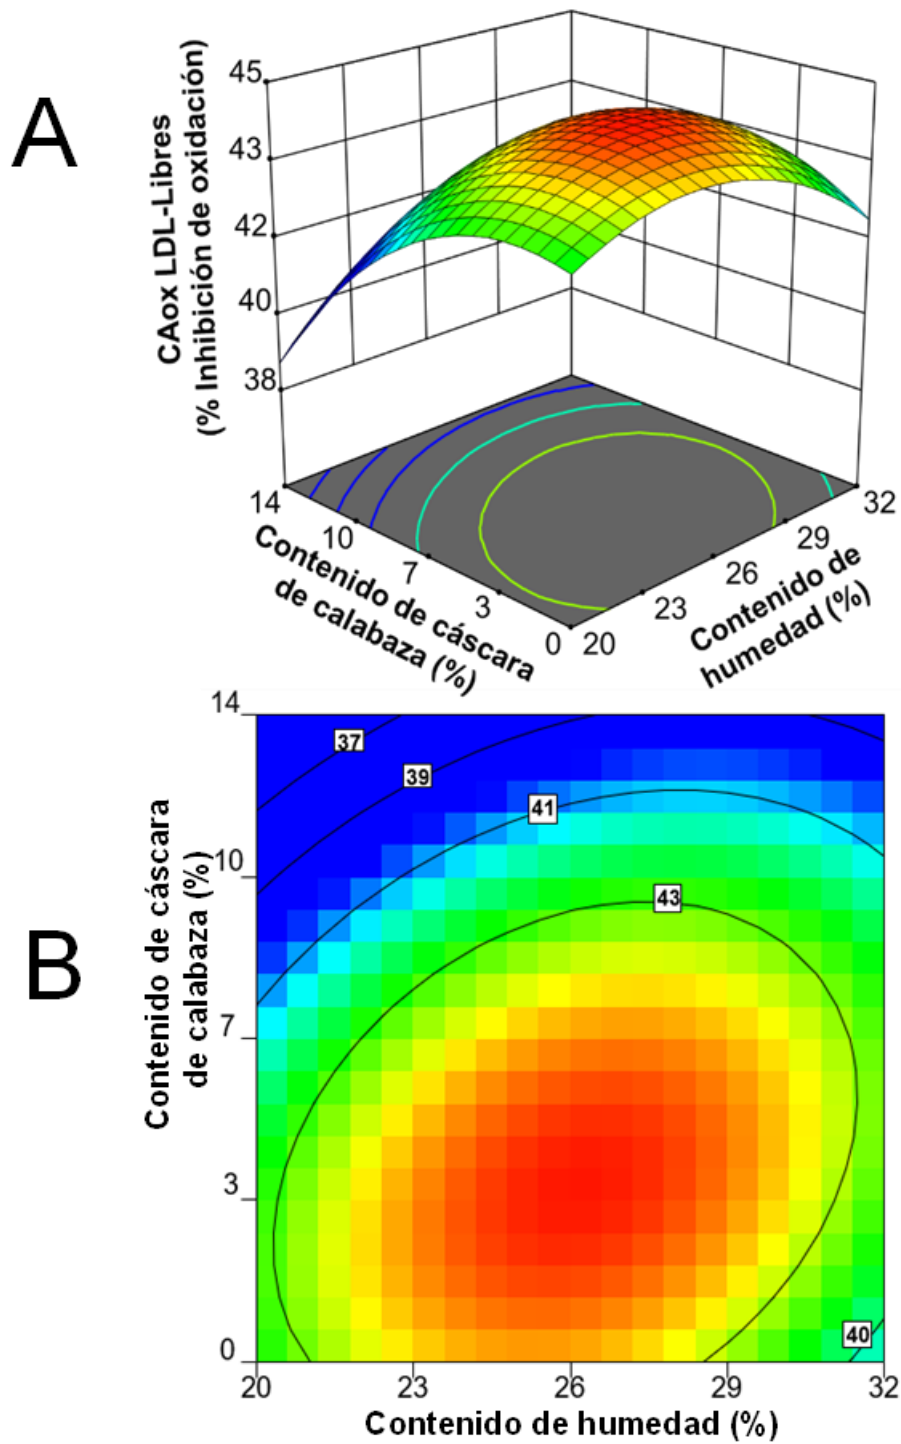 A
CAox LDL-Libres
(% Inhibición de oxidación)
45
43
42
40
38
14
10
7
3
0
20
23
26
29
32
Contenido de cáscara
de calabaza (%)
Contenido de
humedad (%)
B
Contenido de cáscara
de calabaza (%)
14
10
7
3
0
37
39
41
43
40
20
23
26
29
32
Contenido de humedad (%)